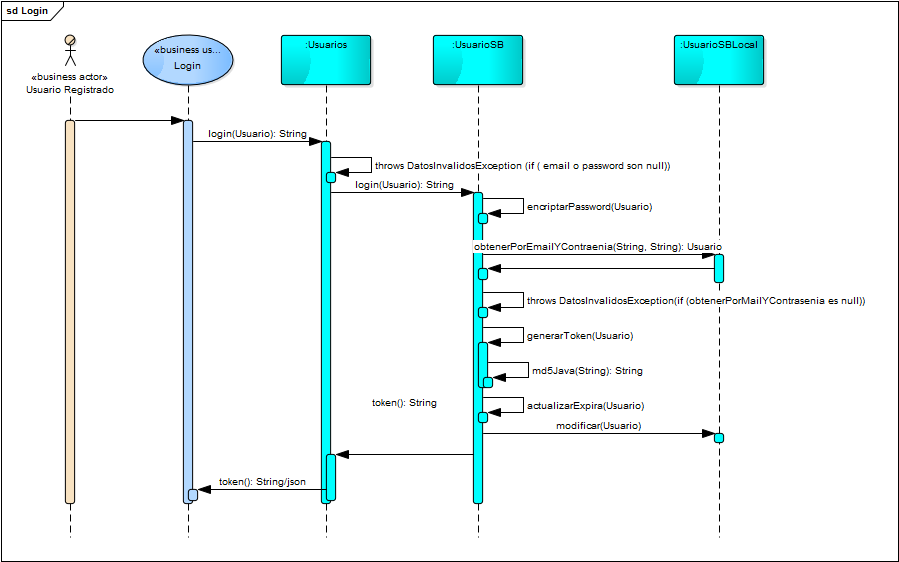 sd Login
«business actor»
Usuario Registrado
«business us...
Login
:Usuarios
:UsuarioSB
:UsuarioSBLocal
login(Usuario): String
throws DatosInvalidosException (if ( email o password son null))
login(Usuario): String
encriptarPassword(Usuario)
obtenerPorEmailYContraenia(String, String): Usuario
throws DatosInvalidosException(if (obtenerPorMailYContrasenia es null))
generarToken(Usuario)
md5Java(String): String
token(): String
actualizarExpira(Usuario)
modificar(Usuario)
token(): String/json